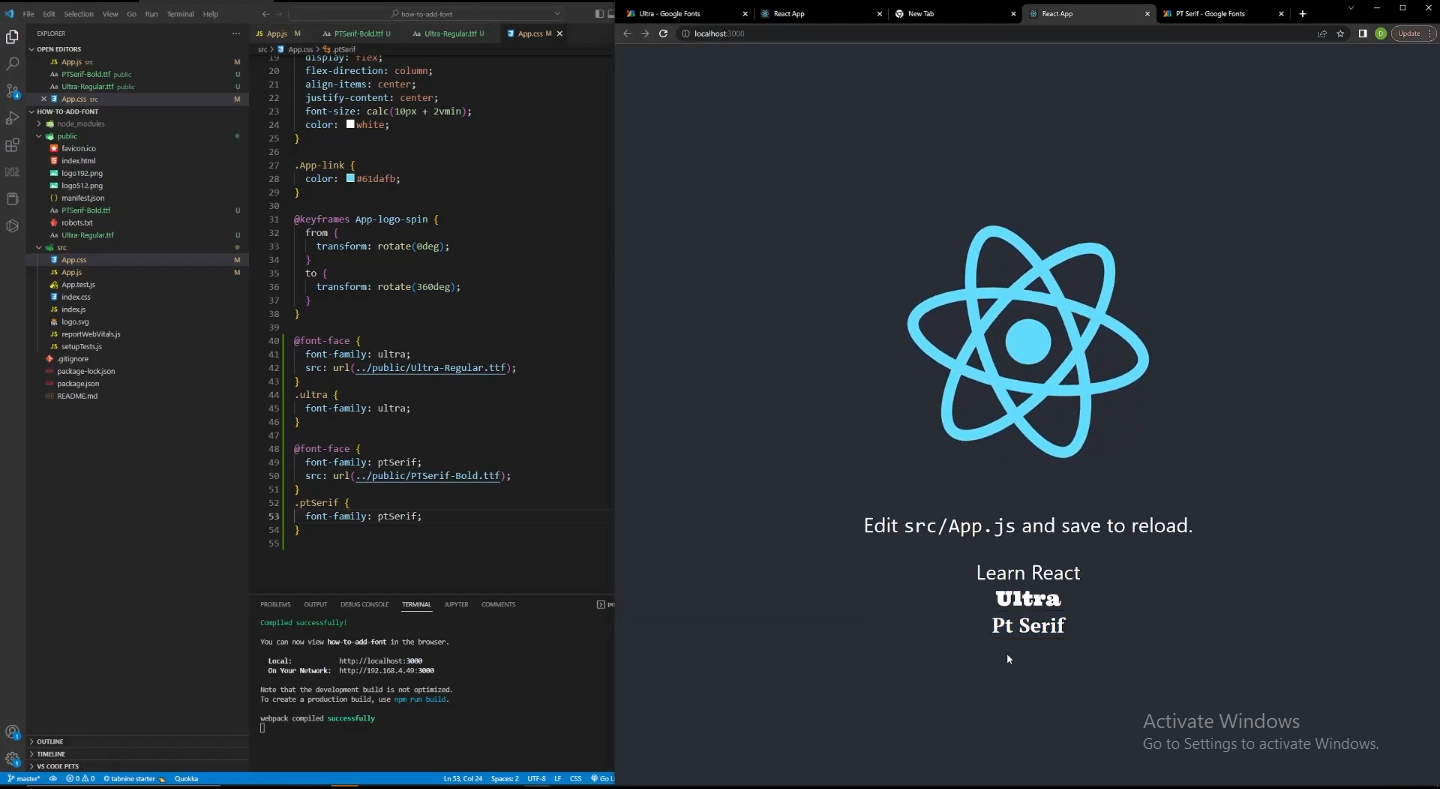 File Edit Selection View Go Run Terminal Help
how-to-add-font
EXPLORER
OPEN EDITORS
App.js M
PTSerif-Bold.ttf public U
Ultra-Regular.ttf public U
App.css src M
HOW-TO-ADD-FONT
node_modules
public
favicon.ico
index.html
logo192.png
logo512.png
manifest.json
PTSerif-Bold.ttf U
robots.txt
Ultra-Regular.ttf U
src
App.css M
App.js M
App.test.js
index.css
index.js
logo.svg
reportWebVitals.js
setupTests.js
.gitignore
package-lock.json
package.json
README.md
OUTLINE
TIMELINE
VS CODE PETS
App.js M PTSerif-Bold.ttf U Ultra-Regular.ttf U App.css M
src > App.css > .ptSerif
19 display: flex;
20 flex-direction: column;
21 align-items: center;
22 justify-content: center;
23 font-size: calc(10px + 2vmin);
24 color: white;
25 }
26
27 .App-link {
28 color: #61dafb;
29 }
30
31 @keyframes App-logo-spin {
32 from {
33 transform: rotate(0deg);
34 }
35 to {
36 transform: rotate(360deg);
37 }
38 }
39
40 @font-face {
41 font-family: ultra;
42 src: url(../public/Ultra-Regular.ttf);
43 }
44 .ultra {
45 font-family: ultra;
46 }
47
48 @font-face {
49 font-family: ptSerif;
50 src: url(../public/PTSerif-Bold.ttf);
51 }
52 .ptSerif {
53 font-family: ptSerif;
54 }
55
PROBLEMS OUTPUT DEBUG CONSOLE TERMINAL JUPYTER COMMENTS
Compiled successfully!
You can now view how-to-add-font in the browser.
Local: http://localhost:3000
On Your Network: http://192.168.4.49:3000
Note that the development build is not optimized.
To create a production build, use npm run build.
webpack compiled successfully
master* 0 0 tabnine starter Quokka Ln 53, Col 24 Spaces: 2 UTF-8 LF CSS Go L
Ultra - Google Fonts React App New Tab React App PT Serif - Google Fonts
localhost:3000 D Update
Edit src/App.js and save to reload.
Learn React
Ultra
Pt Serif
Activate Windows
Go to Settings to activate Windows.